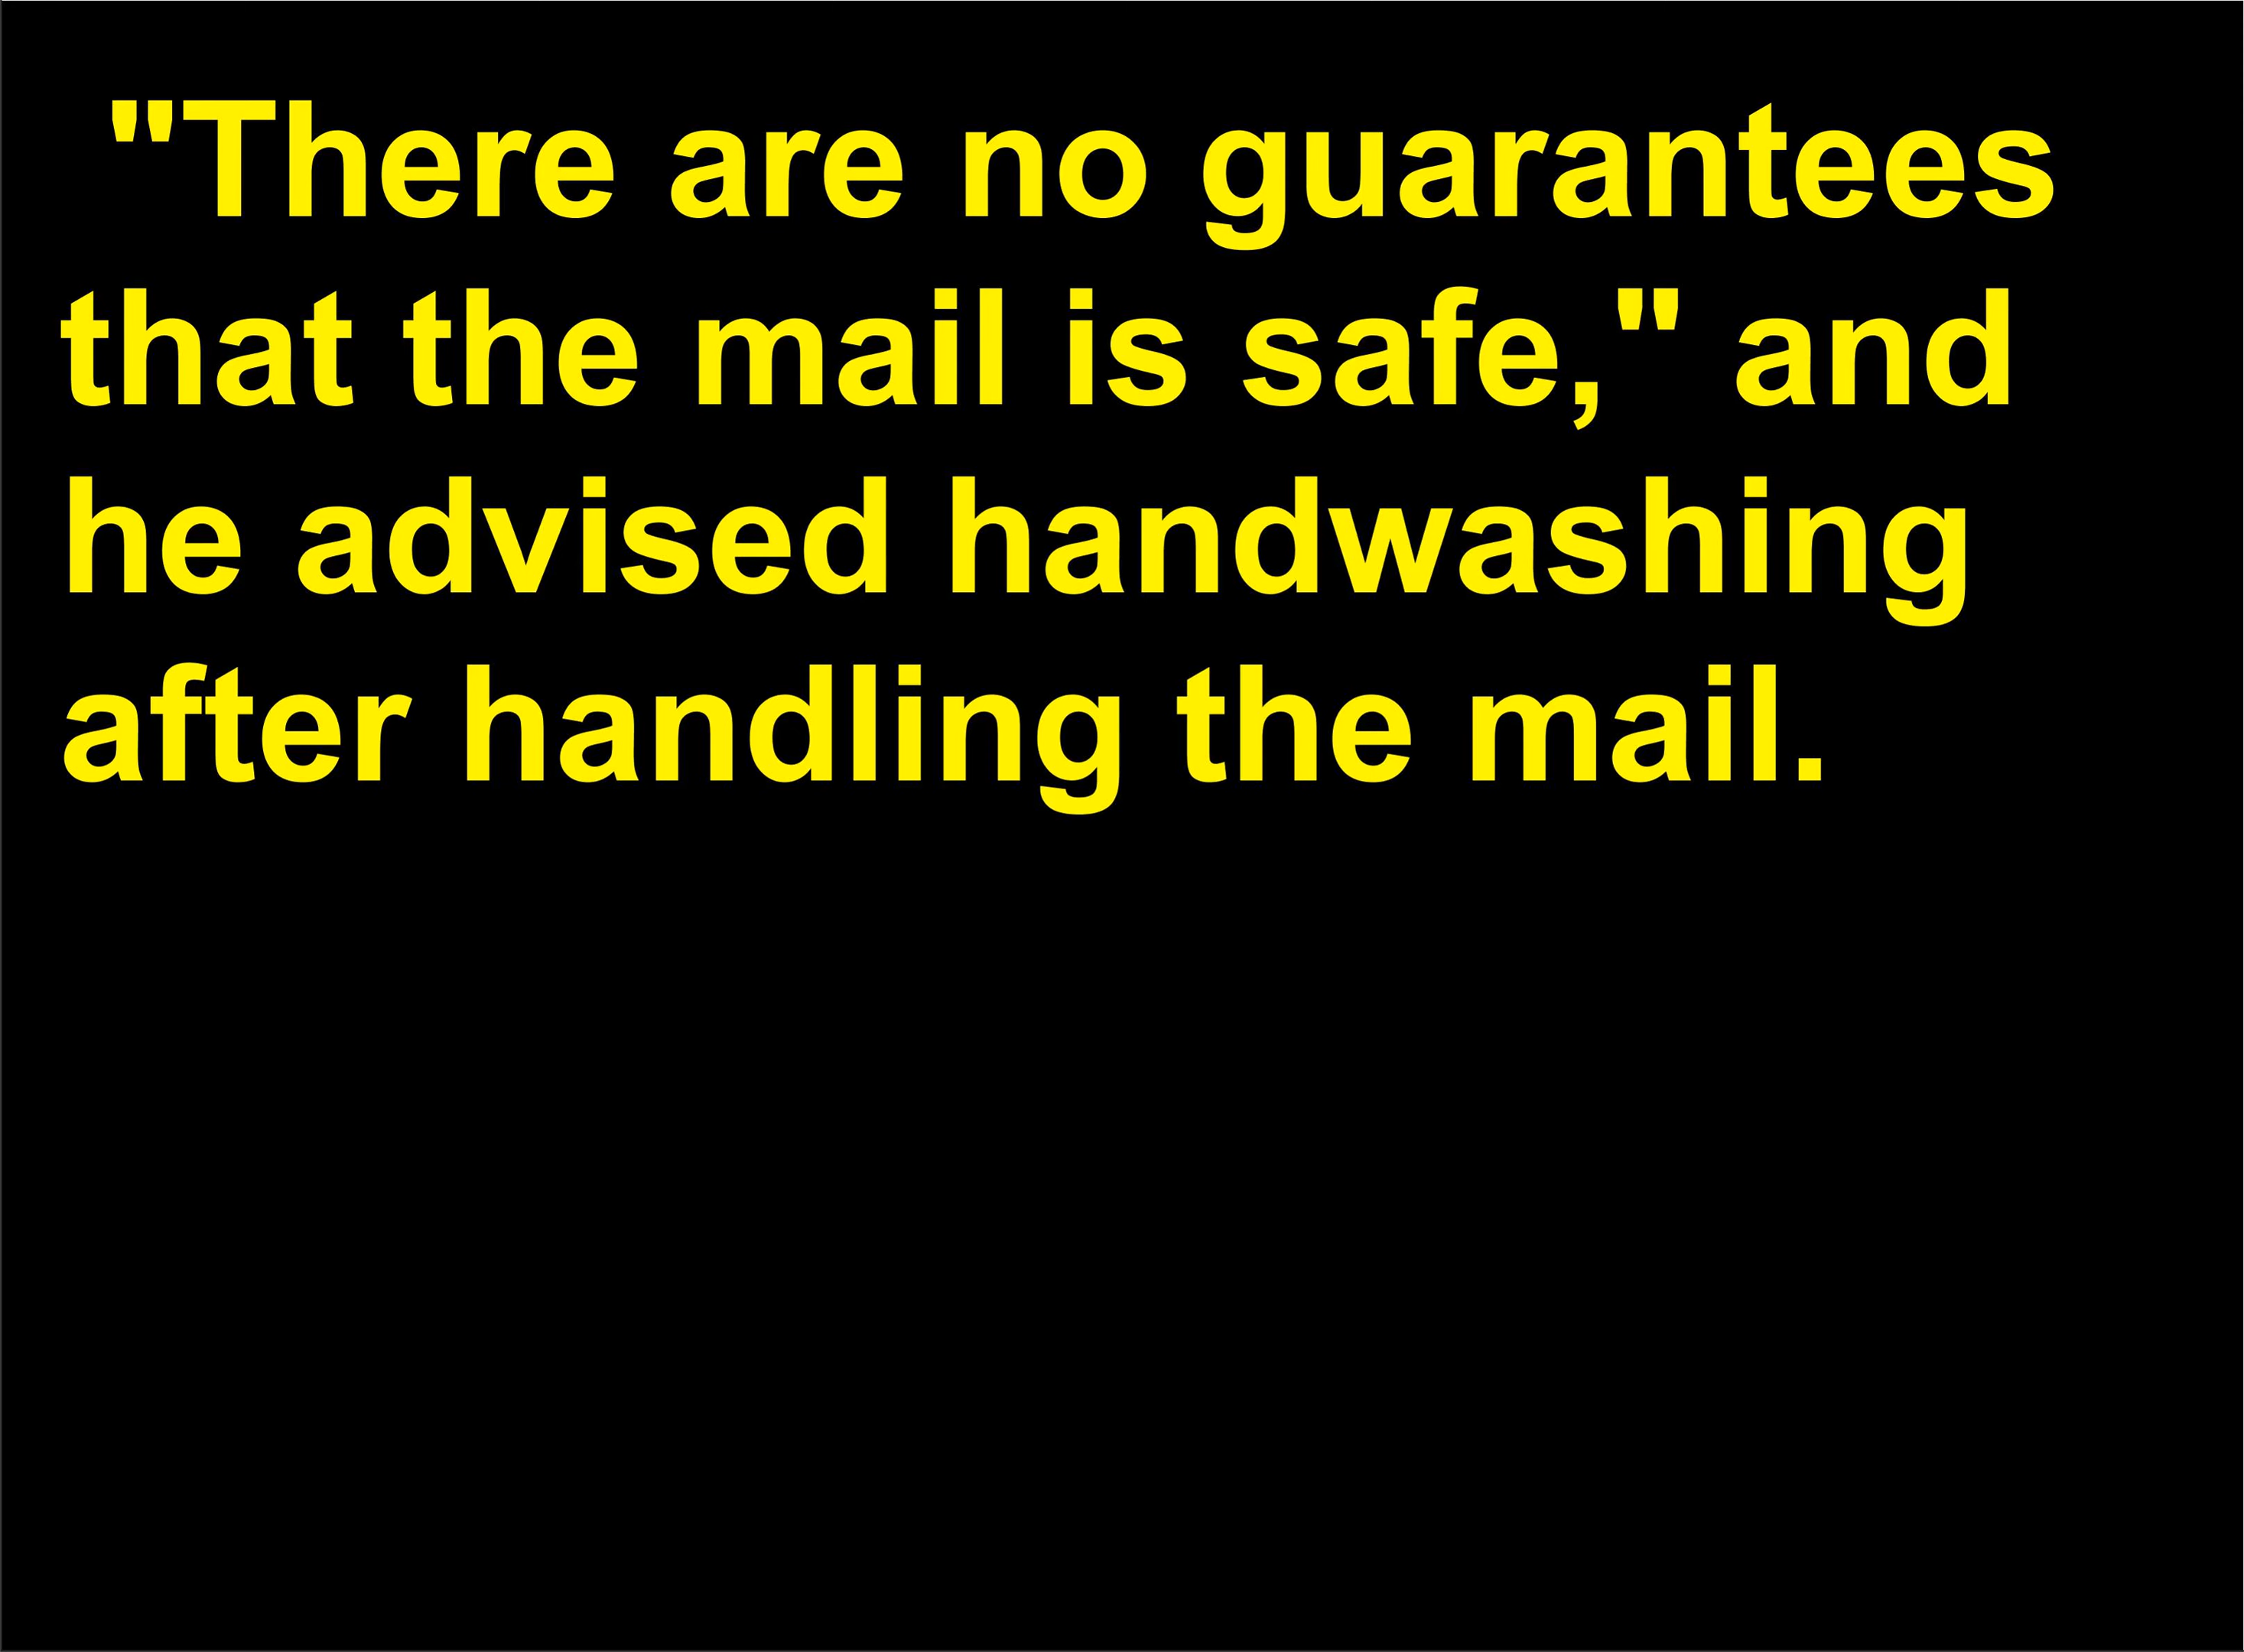 "There are no guarantees
that the mail is safe," and
he advised handwashing
after handling the mail.